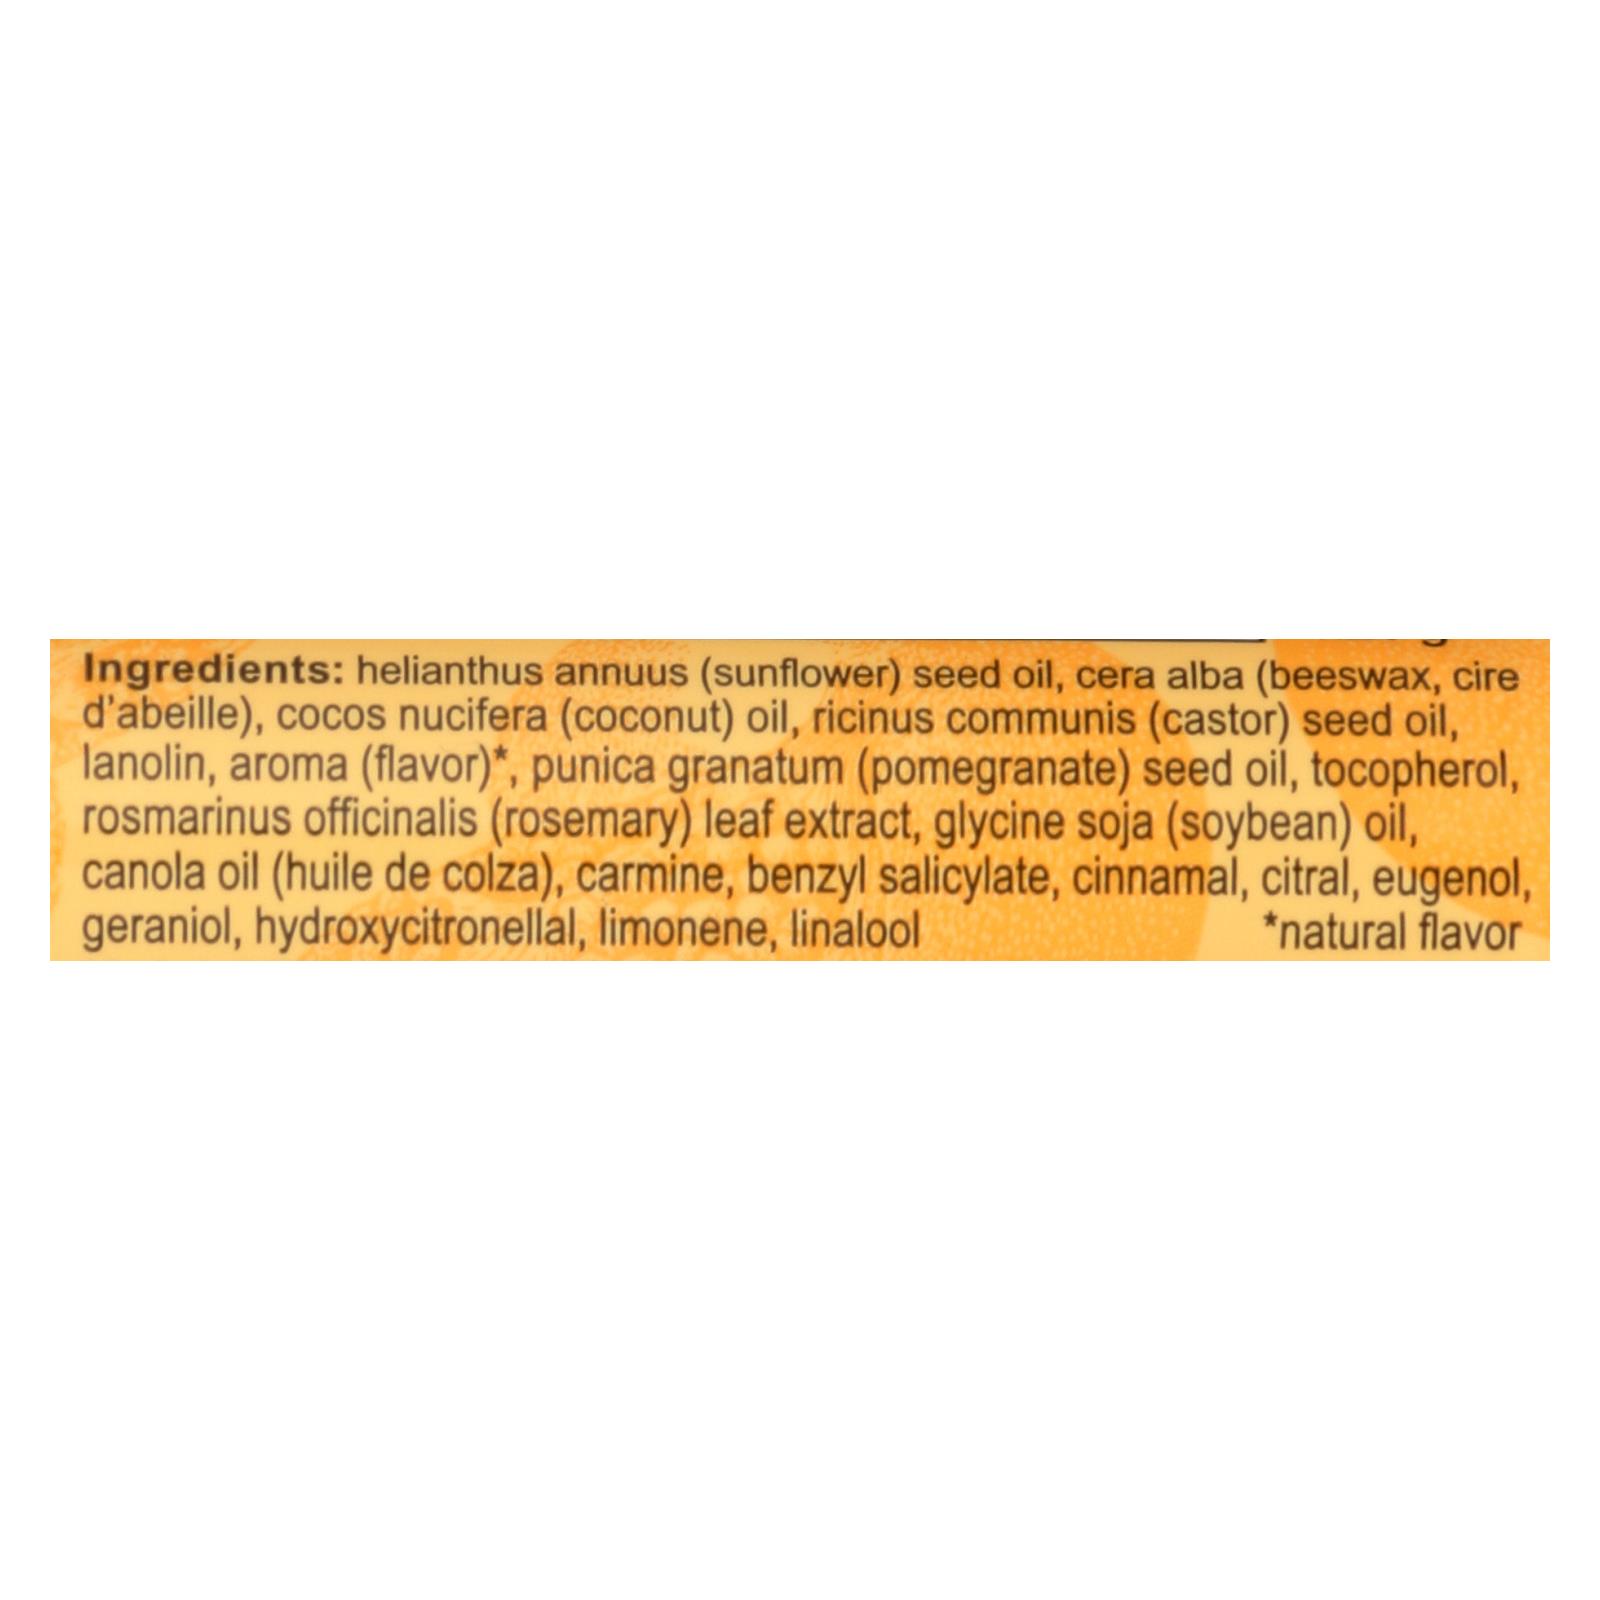 Ingredients: helianthus annuus (sunflower) seed oil, cera alba (beeswax, cire
d'abeille), cocos nucifera (coconut) oil, ricinus communis (castor) seed oil,
lanolin, aroma (flavor)*, punica granatum (pomegranate) seed oil, tocopherol,
rosmarinus officinalis (rosemary) leaf extract, glycine soja (soybean) oil,
canola oil (huile de colza), carmine, benzyl salicylate, cinnamal, citral, eugenol,
geraniol, hydroxycitronellal, limonene, linalool *natural flavor